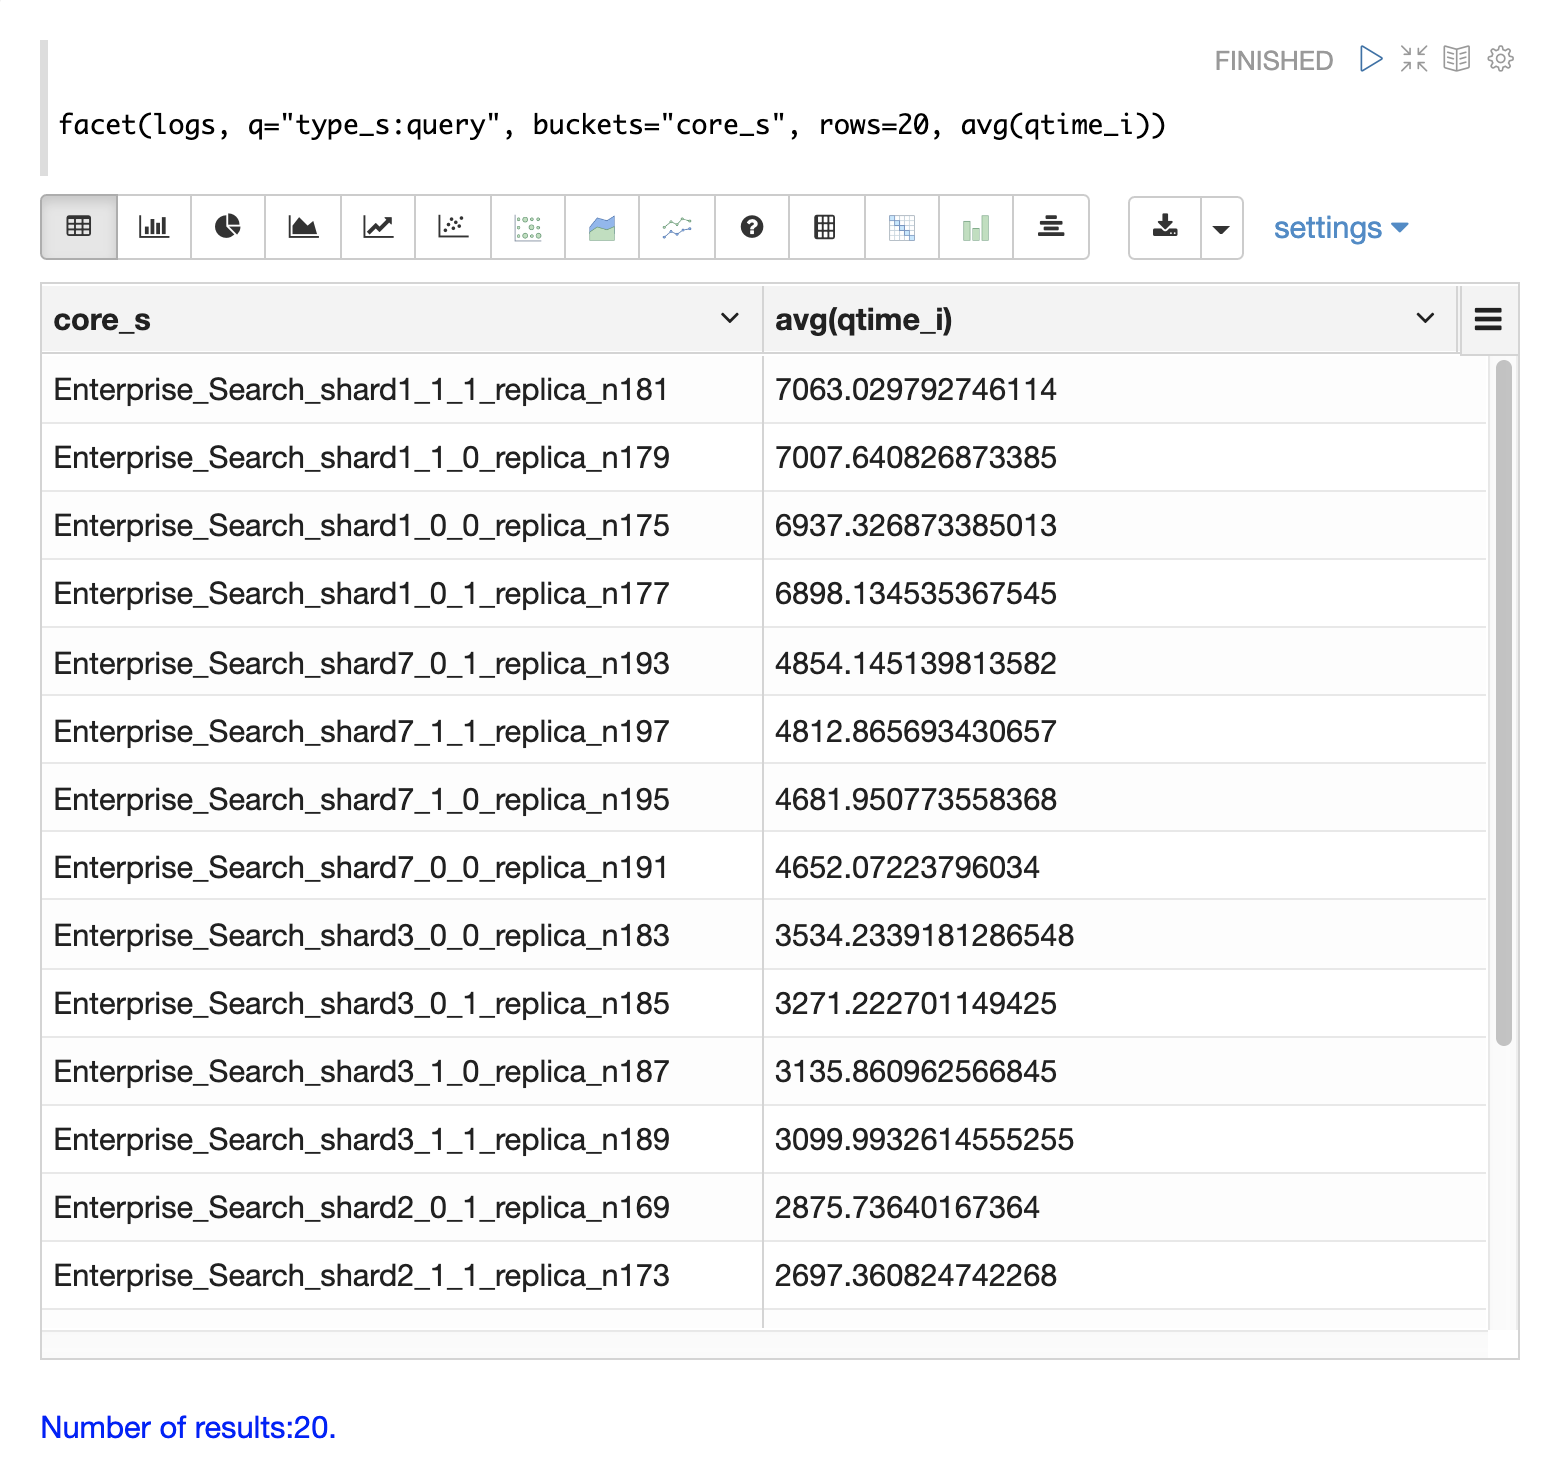 FINISHED
facet(logs, q="type_s:query", buckets="core_s", rows=20, avg(qtime_i))
settings
core_s avg(qtime_i)
Enterprise_Search_shard1_1_1_replica_n181 7063.029792746114
Enterprise_Search_shard1_1_0_replica_n179 7007.640826873385
Enterprise_Search_shard1_0_0_replica_n175 6937.326873385013
Enterprise_Search_shard1_0_1_replica_n177 6898.134535367545
Enterprise_Search_shard7_0_1_replica_n193 4854.145139813582
Enterprise_Search_shard7_1_1_replica_n197 4812.865693430657
Enterprise_Search_shard7_1_0_replica_n195 4681.950773558368
Enterprise_Search_shard7_0_0_replica_n191 4652.07223796034
Enterprise_Search_shard3_0_0_replica_n183 3534.2339181286548
Enterprise_Search_shard3_0_1_replica_n185 3271.222701149425
Enterprise_Search_shard3_1_0_replica_n187 3135.860962566845
Enterprise_Search_shard3_1_1_replica_n189 3099.9932614555255
Enterprise_Search_shard2_0_1_replica_n169 2875.73640167364
Enterprise_Search_shard2_1_1_replica_n173 2697.360824742268
Number of results:20.